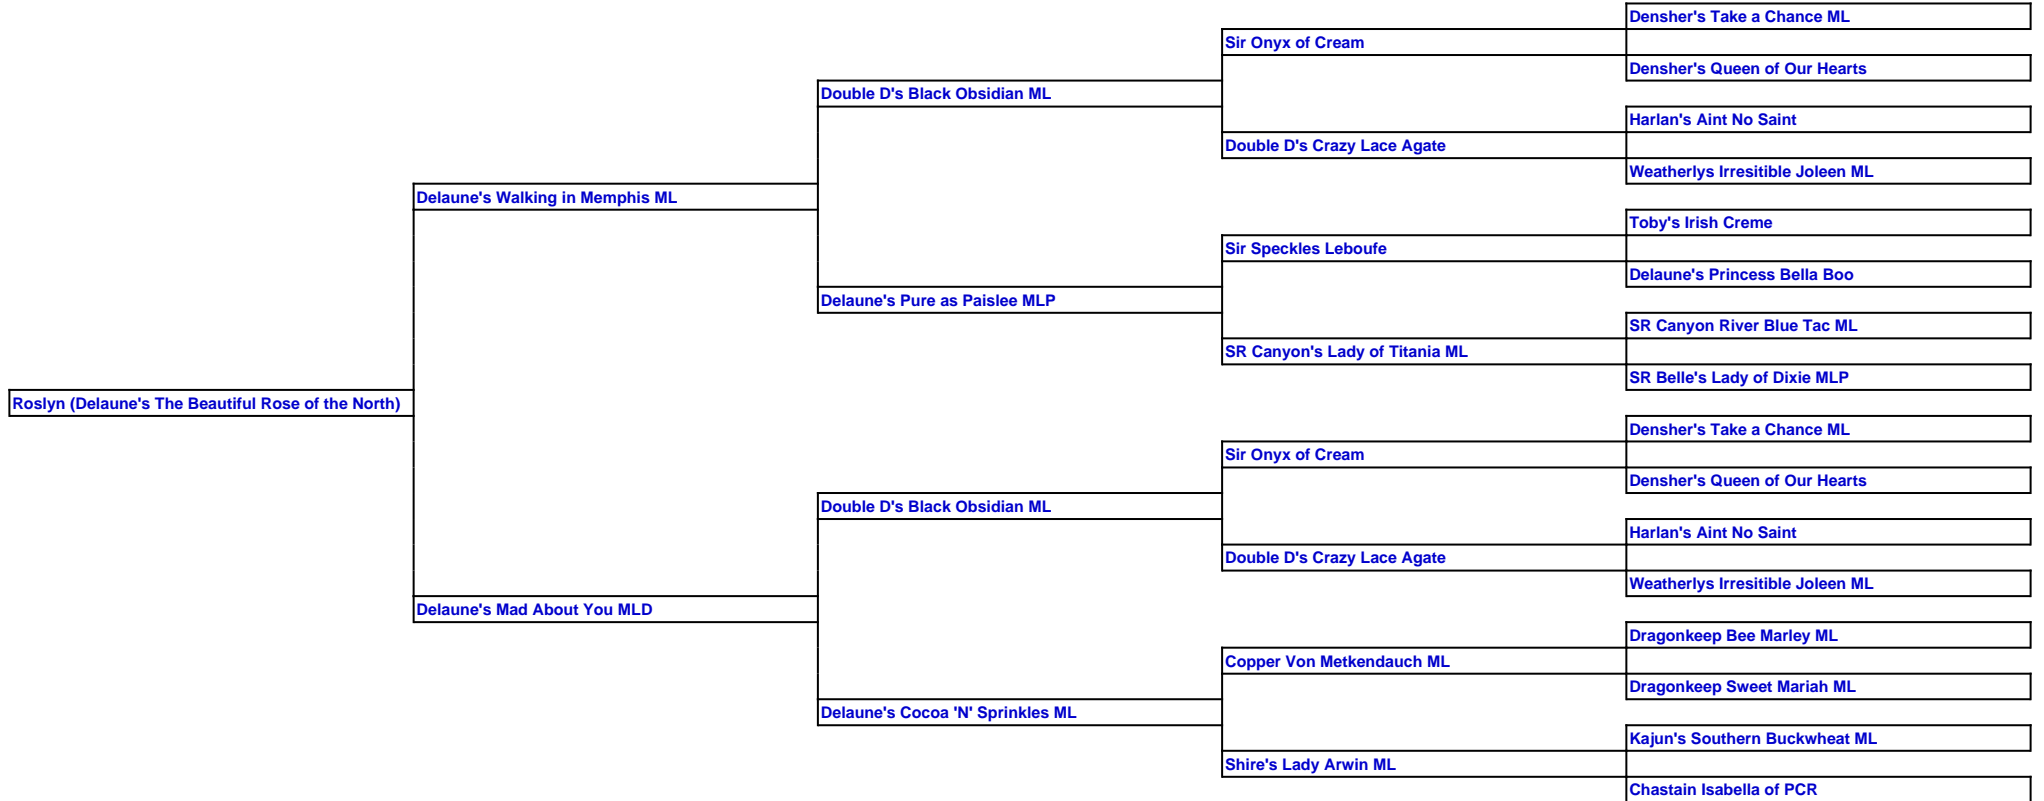 Densher's Take a Chance ML
Sir Onyx of Cream
Densher's Queen of Our Hearts
Double D's Black Obsidian ML
Harlan's Aint No Saint
Double D's Crazy Lace Agate
Weatherlys Irresitible Joleen ML
Delaune's Walking in Memphis ML
Toby's Irish Creme
Sir Speckles Leboufe
Delaune's Princess Bella Boo
Delaune's Pure as Paislee MLP
SR Canyon River Blue Tac ML
SR Canyon's Lady of Titania ML
SR Belle's Lady of Dixie MLP
Roslyn (Delaune's The Beautiful Rose of the North)
Densher's Take a Chance ML
Sir Onyx of Cream
Densher's Queen of Our Hearts
Double D's Black Obsidian ML
Harlan's Aint No Saint
Double D's Crazy Lace Agate
Weatherlys Irresitible Joleen ML
Delaune's Mad About You MLD
Dragonkeep Bee Marley ML
Copper Von Metkendauch ML
Dragonkeep Sweet Mariah ML
Delaune's Cocoa 'N' Sprinkles ML
Kajun's Southern Buckwheat ML
Shire's Lady Arwin ML
Chastain Isabella of PCR